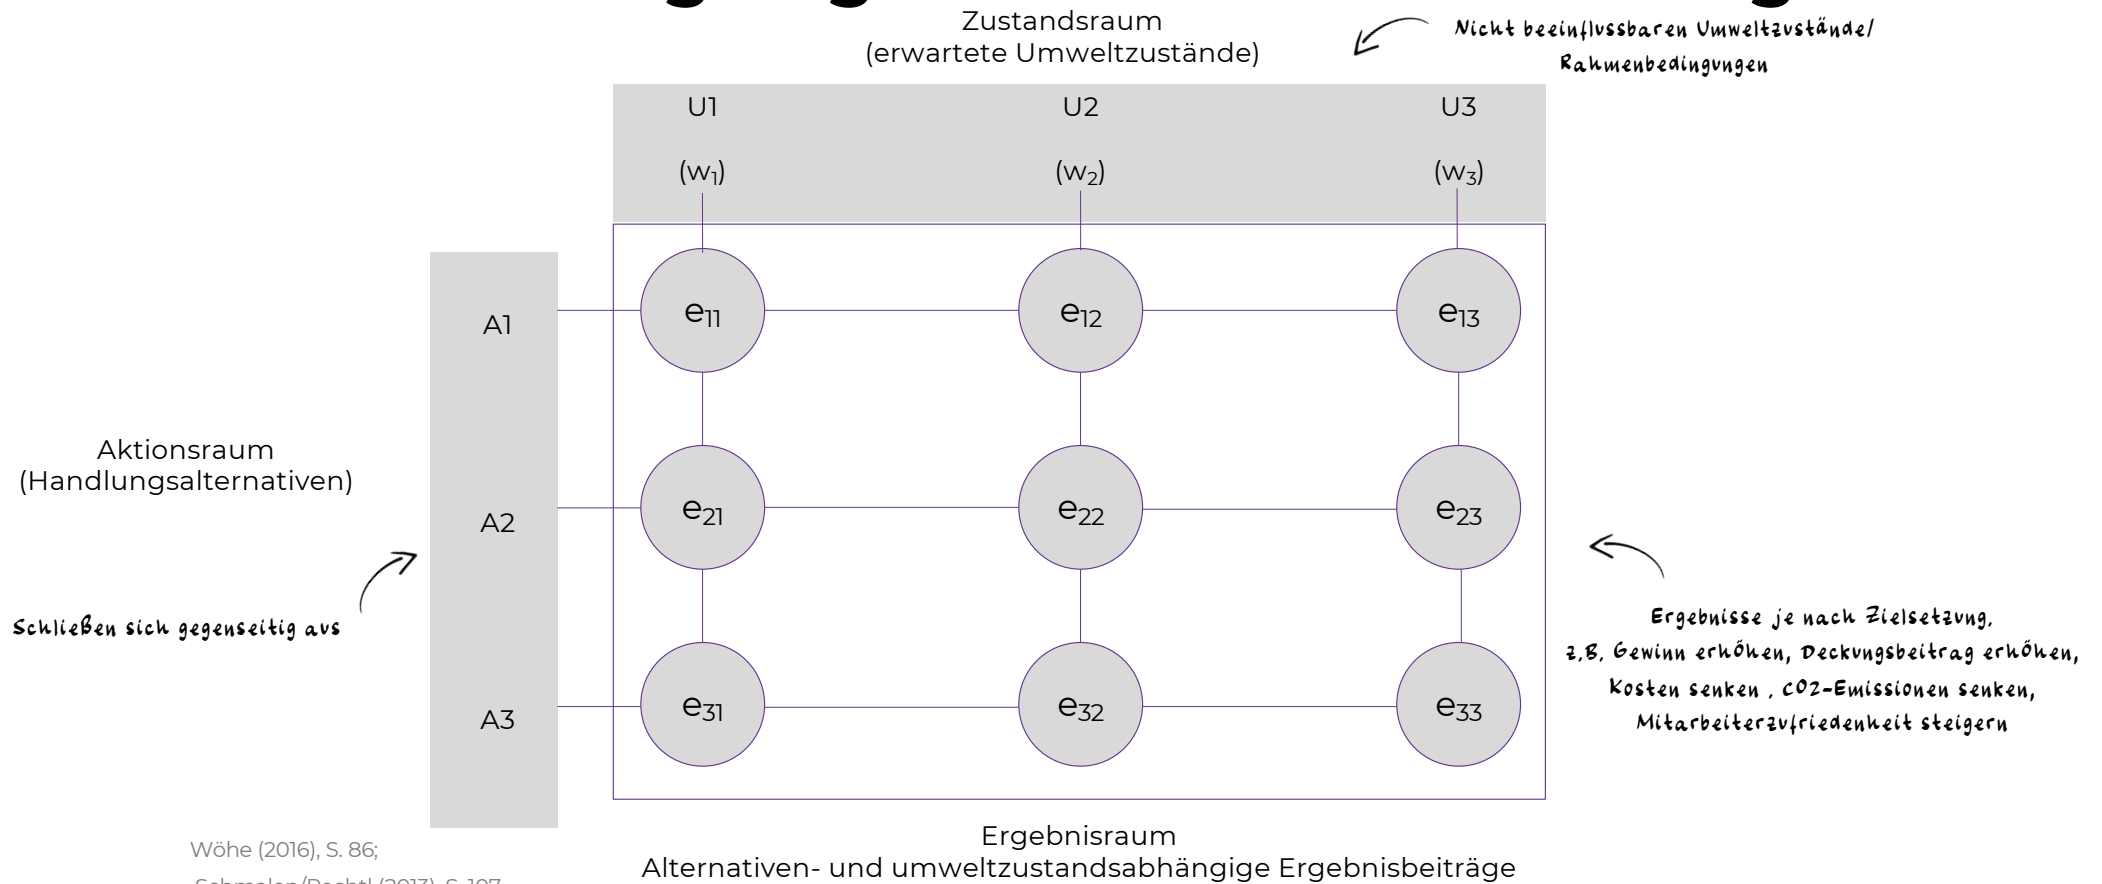 Zustandsraum
(erwartete Umweltzustände)
Nicht beeinflussbaren Umweltzustände/
Rahmenbedingungen
U1 U2 U3
(w1) (w2) (w3)
A1 e11 e12 e13
Aktionsraum
(Handlungsalternativen)
A2 e21 e22 e23
Schließen sich gegenseitig aus
Ergebnisse je nach Zielsetzung,
z.B. Gewinn erhöhen, Deckungsbeitrag erhöhen,
Kosten senken , CO2-Emissionen senken,
Mitarbeiterzufriedenheit steigern
A3 e31 e32 e33
Ergebnisraum
Alternativen- und umweltzustandsabhängige Ergebnisbeiträge
Wöhe (2016), S. 86;